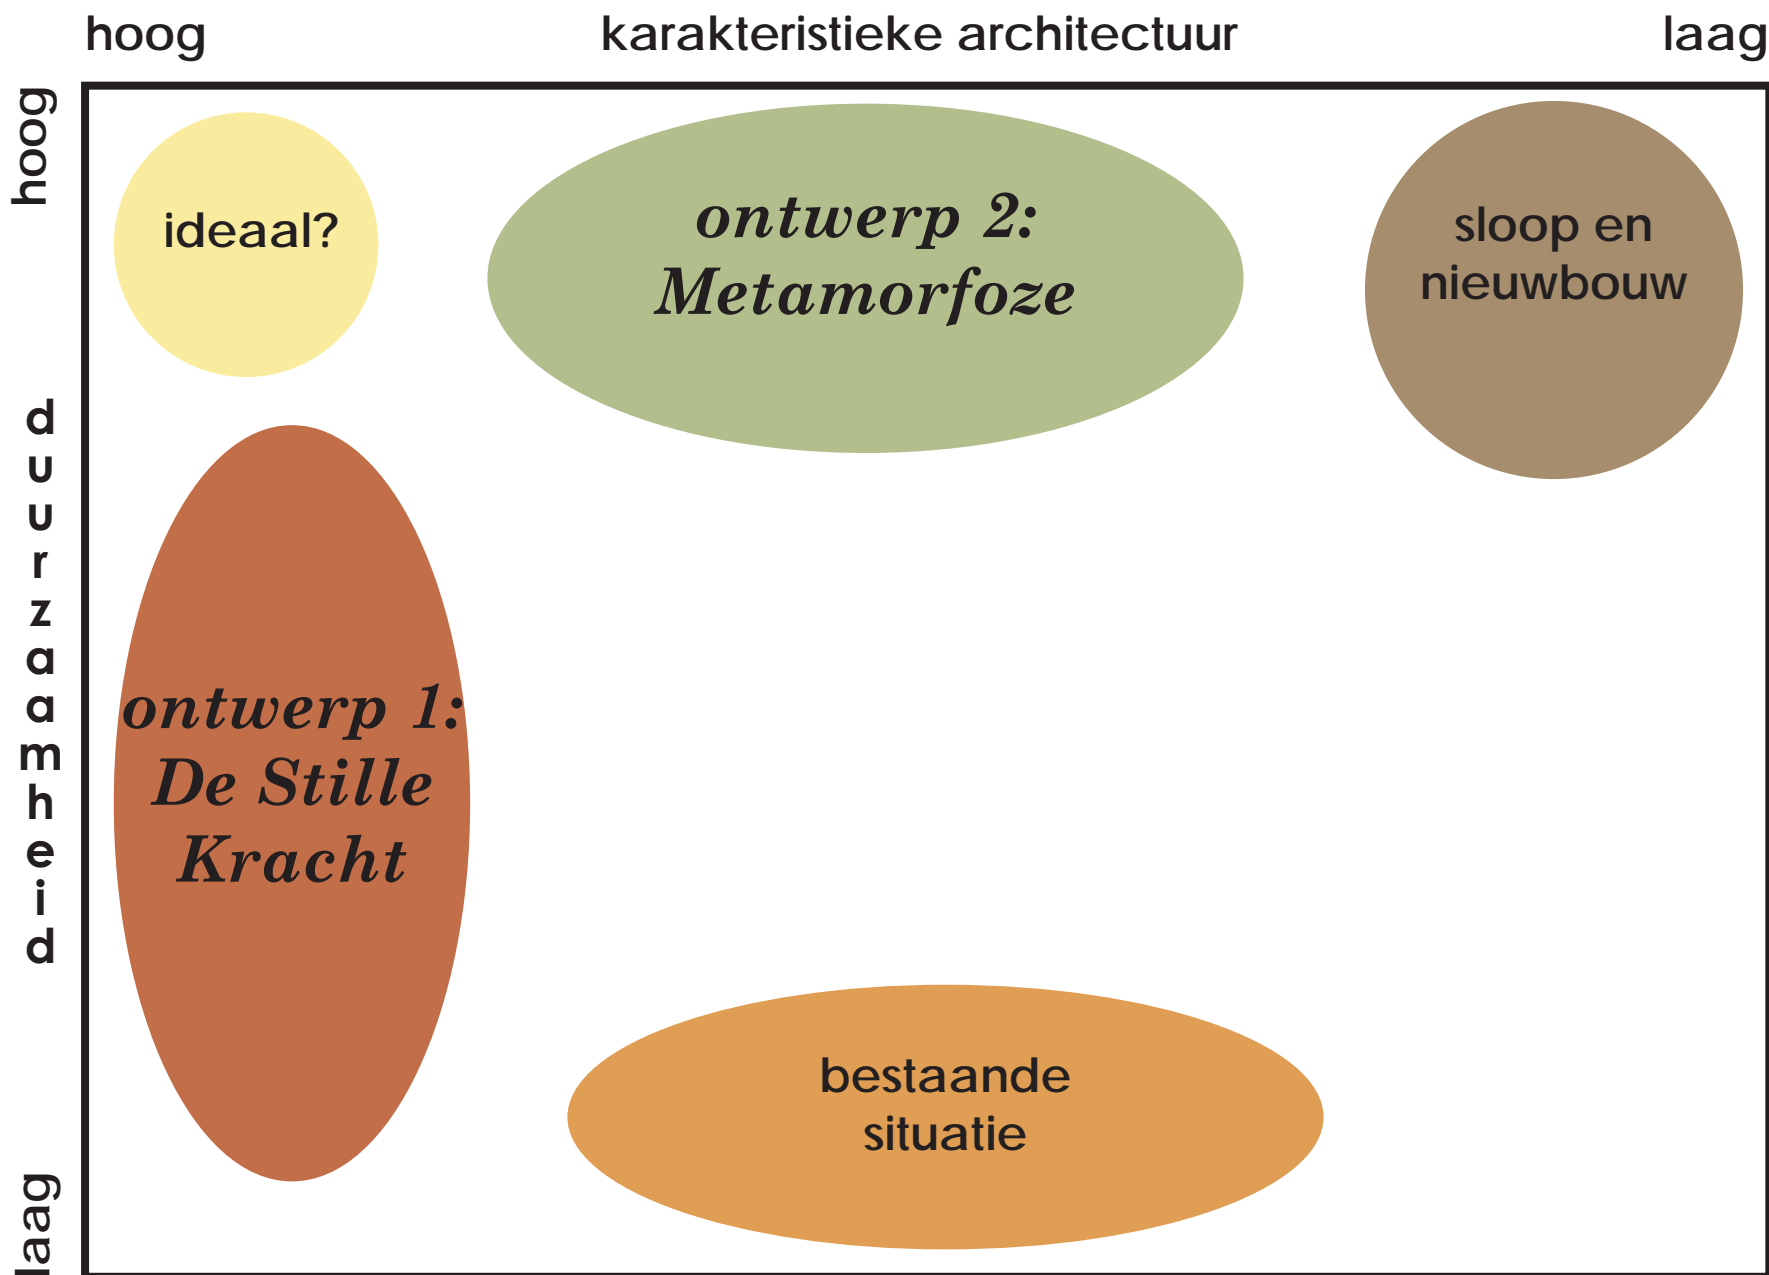 hoog karakteristieke architectuur laag
hoog
duurzaamheid
laag
ideaal?
ontwerp 2:
Metamorfoze
sloop en
nieuwbouw
ontwerp 1:
De Stille
Kracht
bestaande
situatie